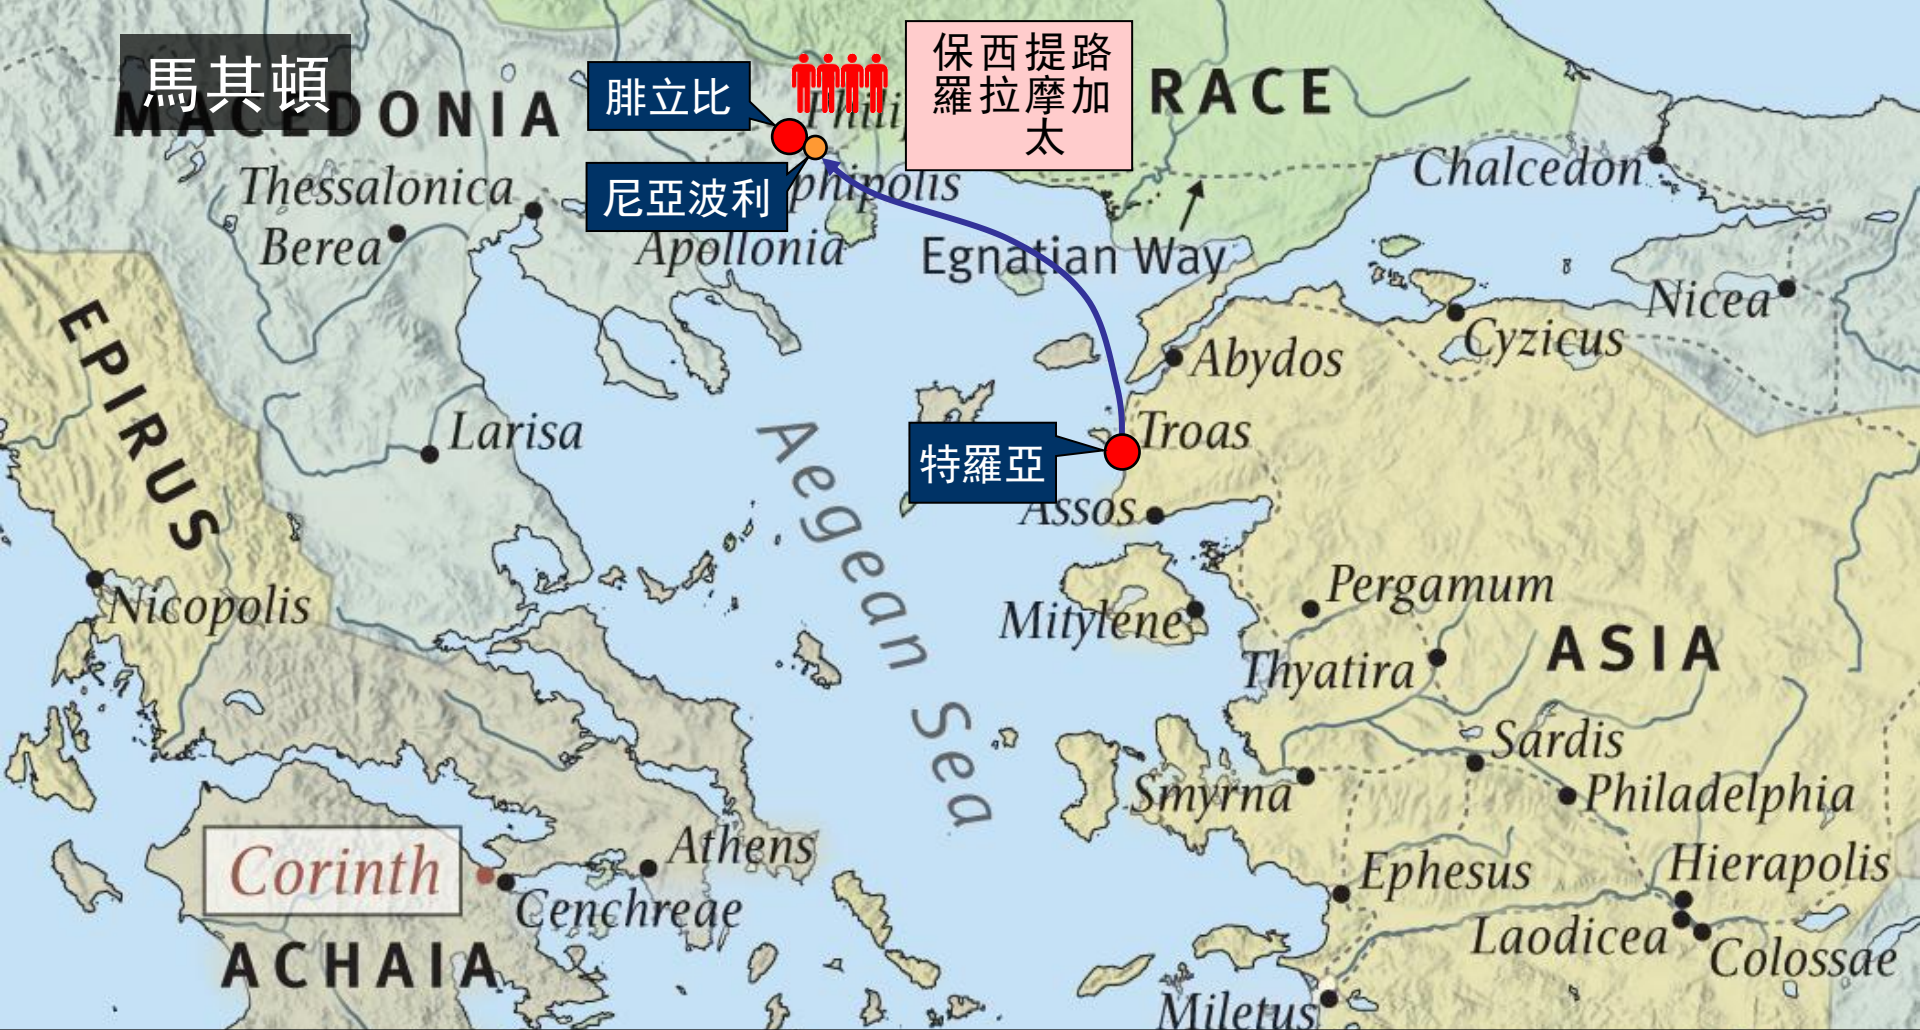 馬其頓
MACEDONIA
腓立比
保西提路
羅拉摩加
太
RACE
Phili
尼亞波利
phipolis
Thessalonica
Berea
Apollonia
Egnatian Way
Chalcedon
Nicea
Cyzicus
Abydos
EPIRUS
Larisa
Troas
特羅亞
Assos
Aegean Sea
Nicopolis
Mitylene
Pergamum
Thyatira
ASIA
Sardis
Smyrna
Philadelphia
Corinth
Athens
Cenchreae
Ephesus
Hierapolis
Laodicea
Colossae
ACHAIA
Miletus